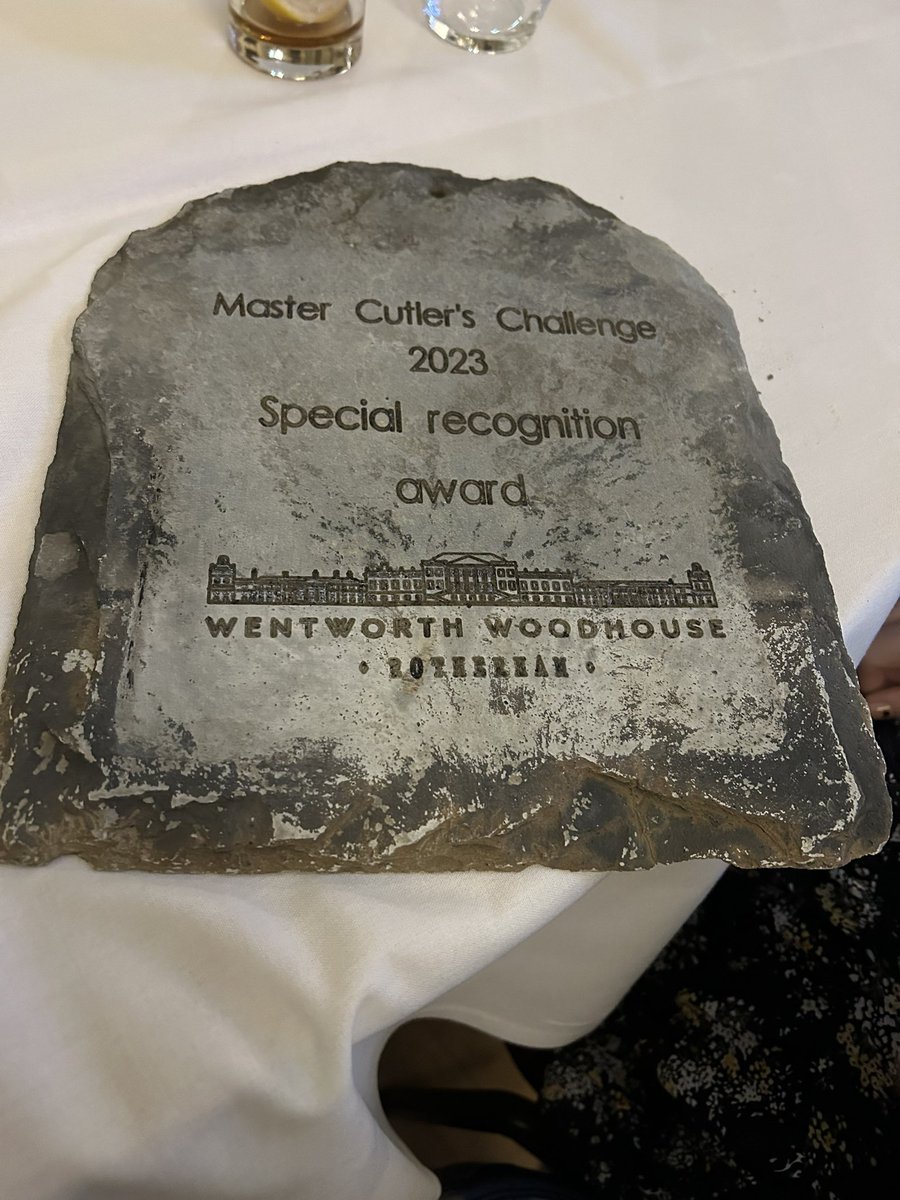 Master Cutler's Challenge
2023
Special recognition
award
WENTWORTH WOODHOUSE
• ROTHERHAM •